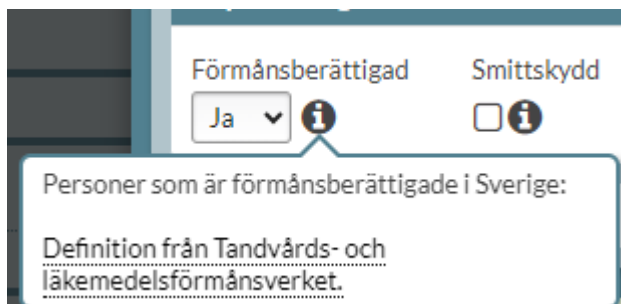 Förmånsberättigad Smittskydd
Ja
Personer som är förmånsberättigade i Sverige:
Definition från Tandvårds- och
läkemedelsförmånsverket.